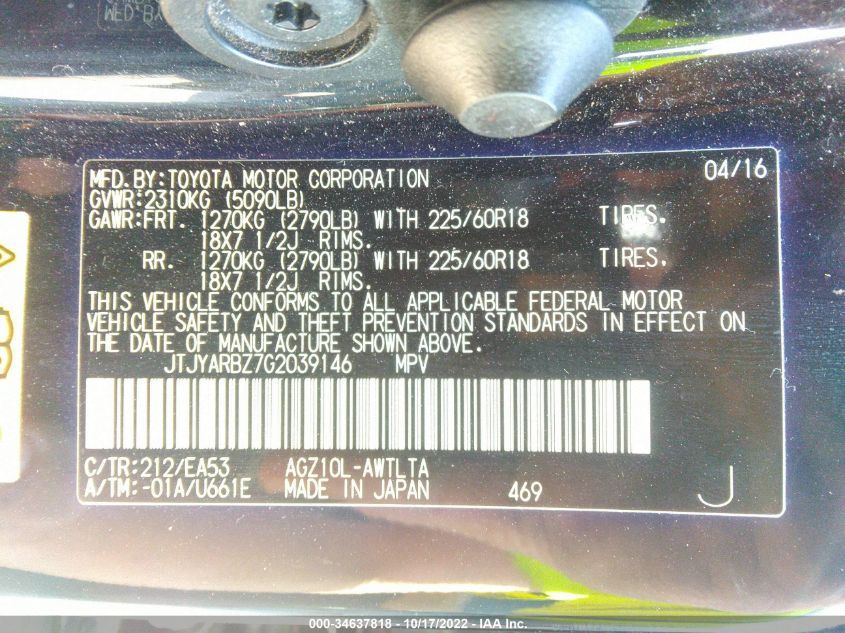 MFD.BY:TOYOTA MOTOR CORPORATION 04/16
GVWR:2310KG (5090LB)
GAWR:FRT. 1270KG (2790LB) WITH 225/60R18 TIRES.
18X7 1/2J RIMS.
RR. 1270KG (2790LB) WITH 225/60R18 TIRES.
18X7 1/2J RIMS.
THIS VEHICLE CONFORMS TO ALL APPLICABLE FEDERAL MOTOR
VEHICLE SAFETY AND THEFT PREVENTION STANDARDS IN EFFECT ON
THE DATE OF MANUFACTURE SHOWN ABOVE.
JTJYARBZ7G2039146 MPV
C/TR:212/EA53 AGZ10L-AWTLTA
A/TM:-01A/U661E MADE IN JAPAN 469 J
000-34637818 - 10/17/2022 - IAA Inc.